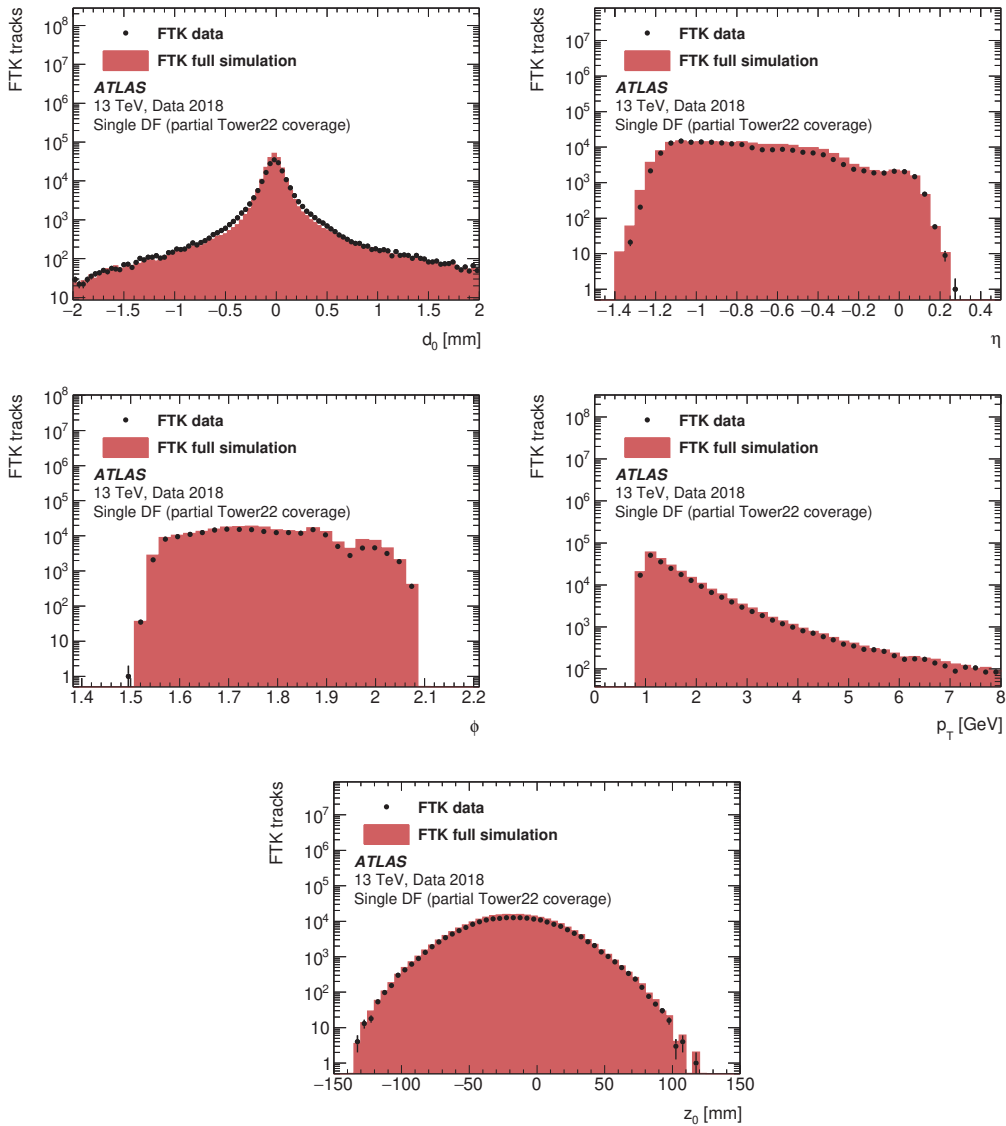 FTK tracks
10⁸
10⁷
10⁶
10⁵
10⁴
10³
10²
10
FTK data
FTK full simulation
ATLAS
13 TeV, Data 2018
Single DF (partial Tower22 coverage)
−2 −1.5 −1 −0.5 0 0.5 1 1.5 2
d₀ [mm]
FTK tracks
10⁷
10⁶
10⁵
10⁴
10³
10²
10
1
FTK data
FTK full simulation
ATLAS
13 TeV, Data 2018
Single DF (partial Tower22 coverage)
−1.4 −1.2 −1 −0.8 −0.6 −0.4 −0.2 0 0.2 0.4
η
FTK tracks
10⁸
10⁷
10⁶
10⁵
10⁴
10³
10²
10
1
FTK data
FTK full simulation
ATLAS
13 TeV, Data 2018
Single DF (partial Tower22 coverage)
1.4 1.5 1.6 1.7 1.8 1.9 2 2.1 2.2
ϕ
FTK tracks
10⁸
10⁷
10⁶
10⁵
10⁴
10³
10²
FTK data
FTK full simulation
ATLAS
13 TeV, Data 2018
Single DF (partial Tower22 coverage)
0 1 2 3 4 5 6 7 8
p_T [GeV]
FTK tracks
10⁷
10⁶
10⁵
10⁴
10³
10²
10
1
FTK data
FTK full simulation
ATLAS
13 TeV, Data 2018
Single DF (partial Tower22 coverage)
−150 −100 −50 0 50 100 150
z₀ [mm]